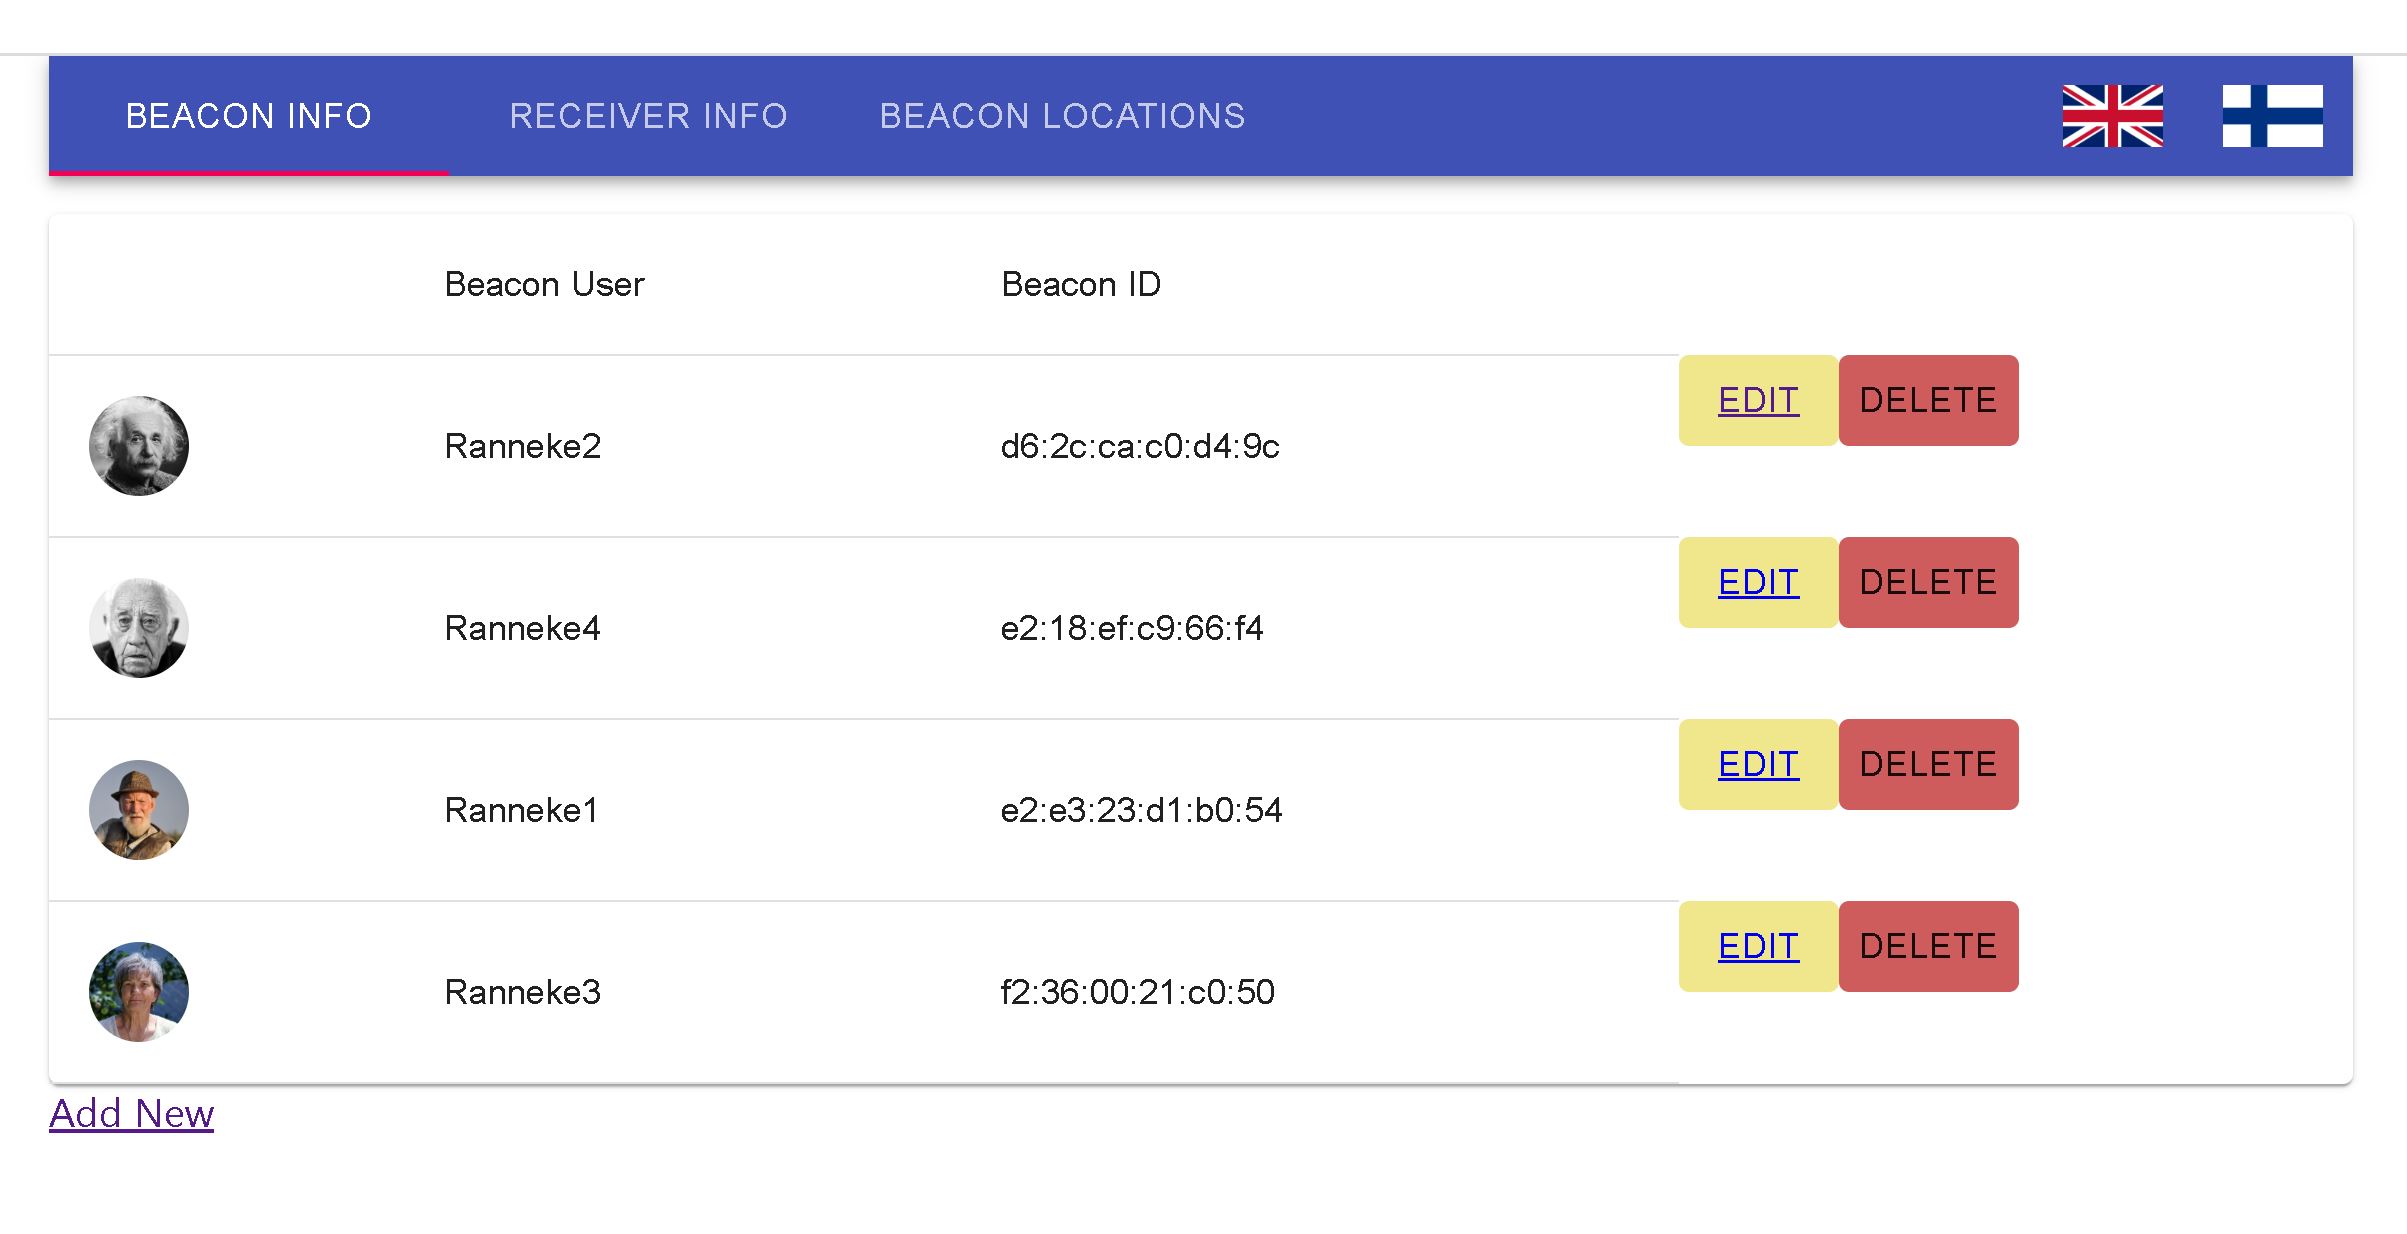 BEACON INFO RECEIVER INFO BEACON LOCATIONS
Beacon User Beacon ID
Ranneke2 d6:2c:ca:c0:d4:9c EDIT DELETE
Ranneke4 e2:18:ef:c9:66:f4 EDIT DELETE
Ranneke1 e2:e3:23:d1:b0:54 EDIT DELETE
Ranneke3 f2:36:00:21:c0:50 EDIT DELETE
Add New